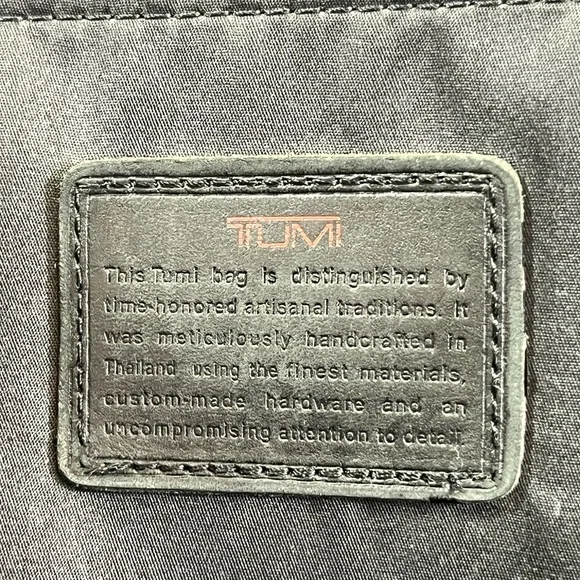 TUMI
This Tumi bag is distinguished by
time-honored artisanal traditions. It
was meticulously handcrafted in
Thailand using the finest materials,
custom-made hardware and an
uncompromising attention to detail.